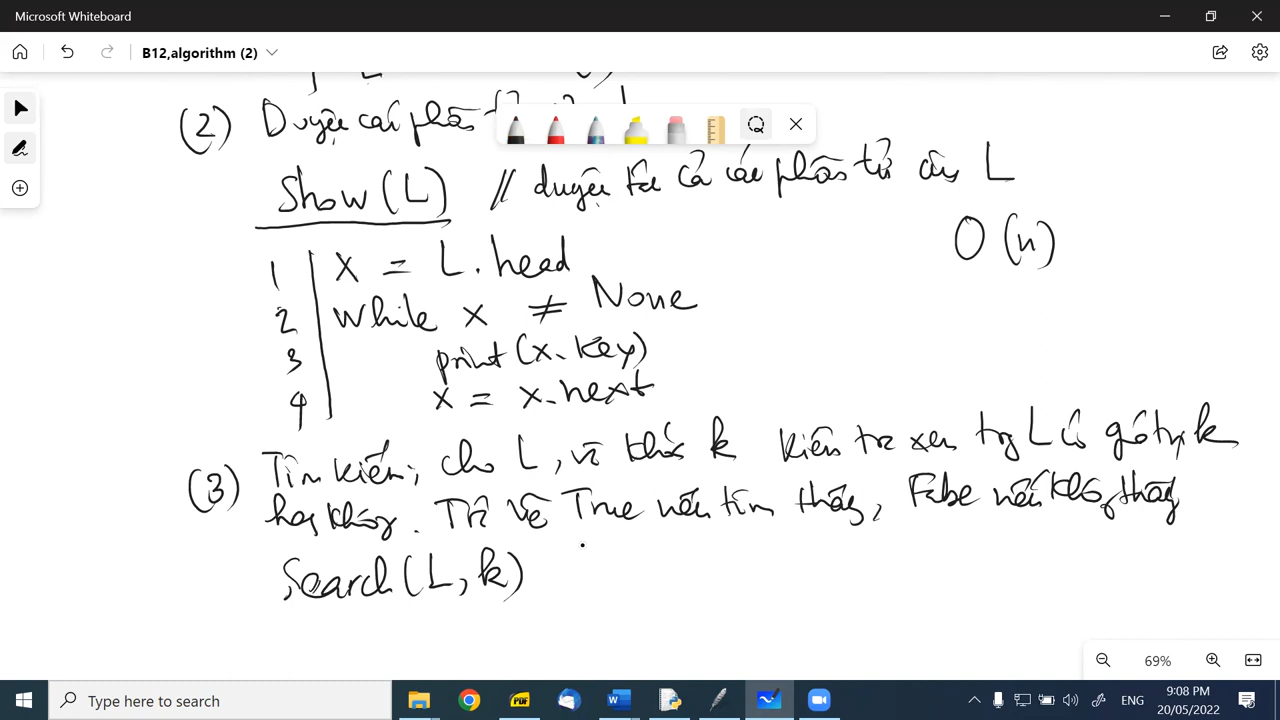 Microsoft Whiteboard
B12,algorithm (2)
(2) Duyệt các phần
Show (L) // duyệt tất cả các phần tử của L
O (n)
1 x = L.head
2 while x ≠ None
3 print (x.key)
4 x = x.next
(3) Tìm kiếm, cho L, và khóa k kiểm tra xem trg L có giá trị k
hay không. Trả về True nếu tìm thấy, False nếu không thấy
Search (L, k)
69%
Type here to search
ENG
9:08 PM
20/05/2022